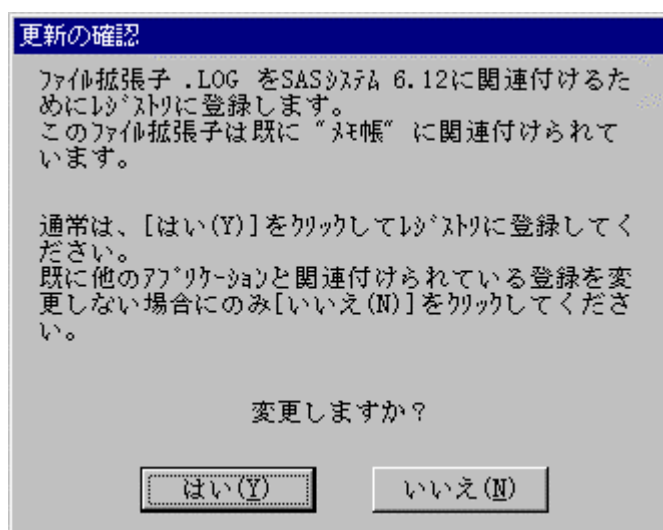 更新の確認
ﾌｧｲﾙ拡張子 .LOG をSASｼｽﾃﾑ 6.12に関連付けるた
めにﾚｼﾞｽﾄﾘに登録します。
このﾌｧｲﾙ拡張子は既に “ﾒﾓ帳“ に関連付けられて
います。
通常は、[はい(Y)]をｸﾘｯｸしてﾚｼﾞｽﾄﾘに登録してく
ださい。
既に他のｱﾌﾟﾘｹｰｼｮﾝと関連付けられている登録を変
更しない場合にのみ[いいえ(N)]をｸﾘｯｸしてくださ
い。
変更しますか？
はい(Y)
いいえ(N)